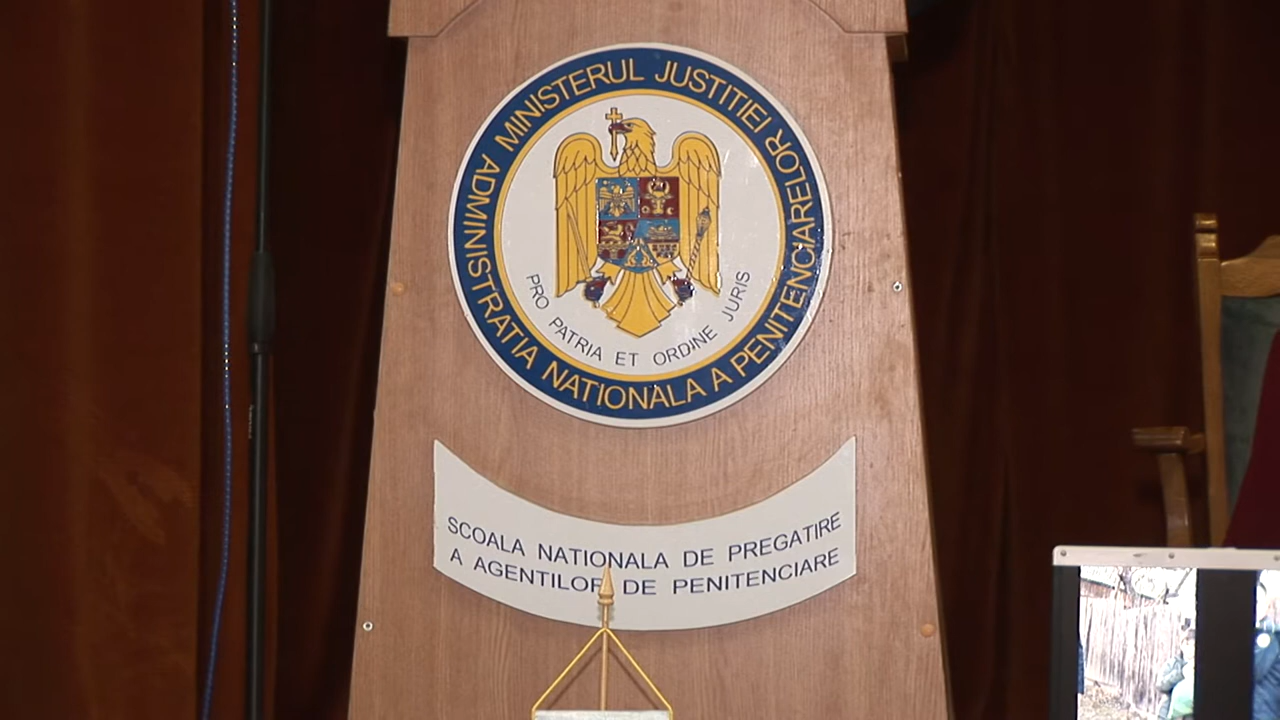 MINISTERUL JUSTITIEI
ADMINISTRATIA NATIONALA A PENITENCIARELOR
PRO PATRIA ET ORDINE JURIS
SCOALA NATIONALA DE PREGATIRE
A AGENTILOR DE PENITENCIARE